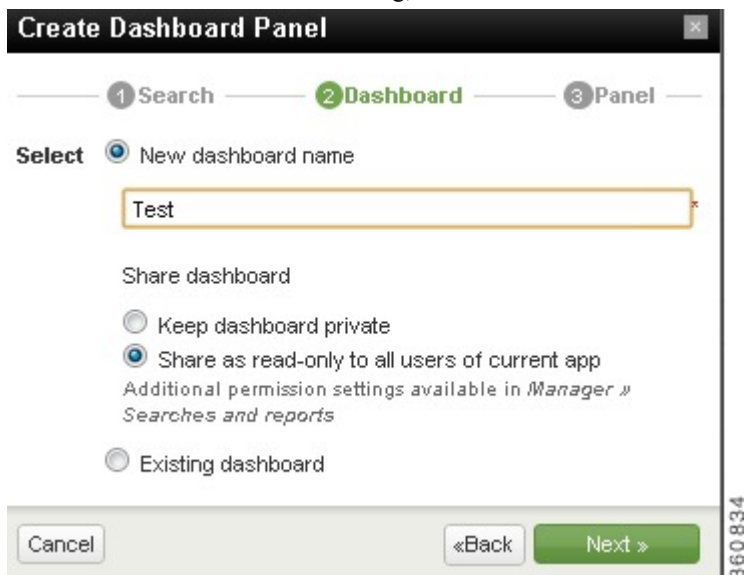 Create Dashboard Panel
1 Search 2 Dashboard 3 Panel
Select New dashboard name
Test *
Share dashboard
Keep dashboard private
Share as read-only to all users of current app
Additional permission settings available in Manager »
Searches and reports
Existing dashboard
Cancel «Back Next »
360834